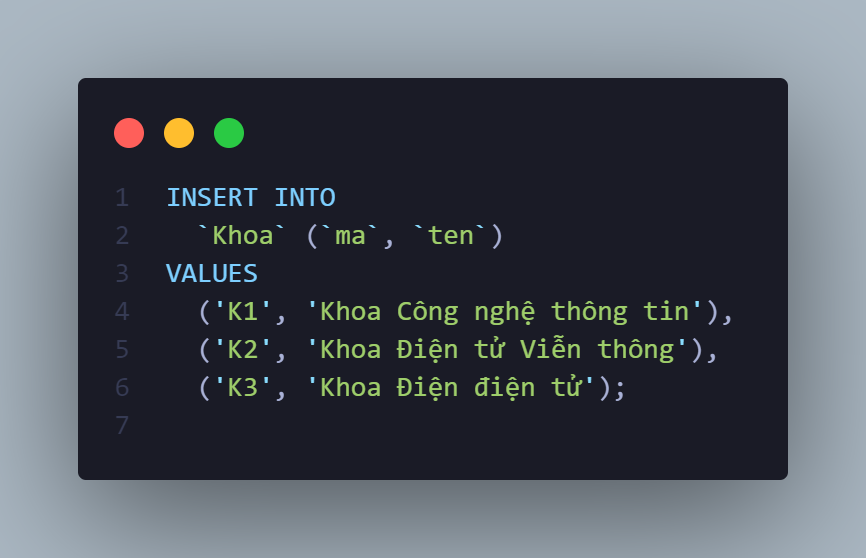 1 INSERT INTO
2 `Khoa` (`ma`, `ten`)
3 VALUES
4 ('K1', 'Khoa Công nghệ thông tin'),
5 ('K2', 'Khoa Điện tử Viễn thông'),
6 ('K3', 'Khoa Điện điện tử');
7